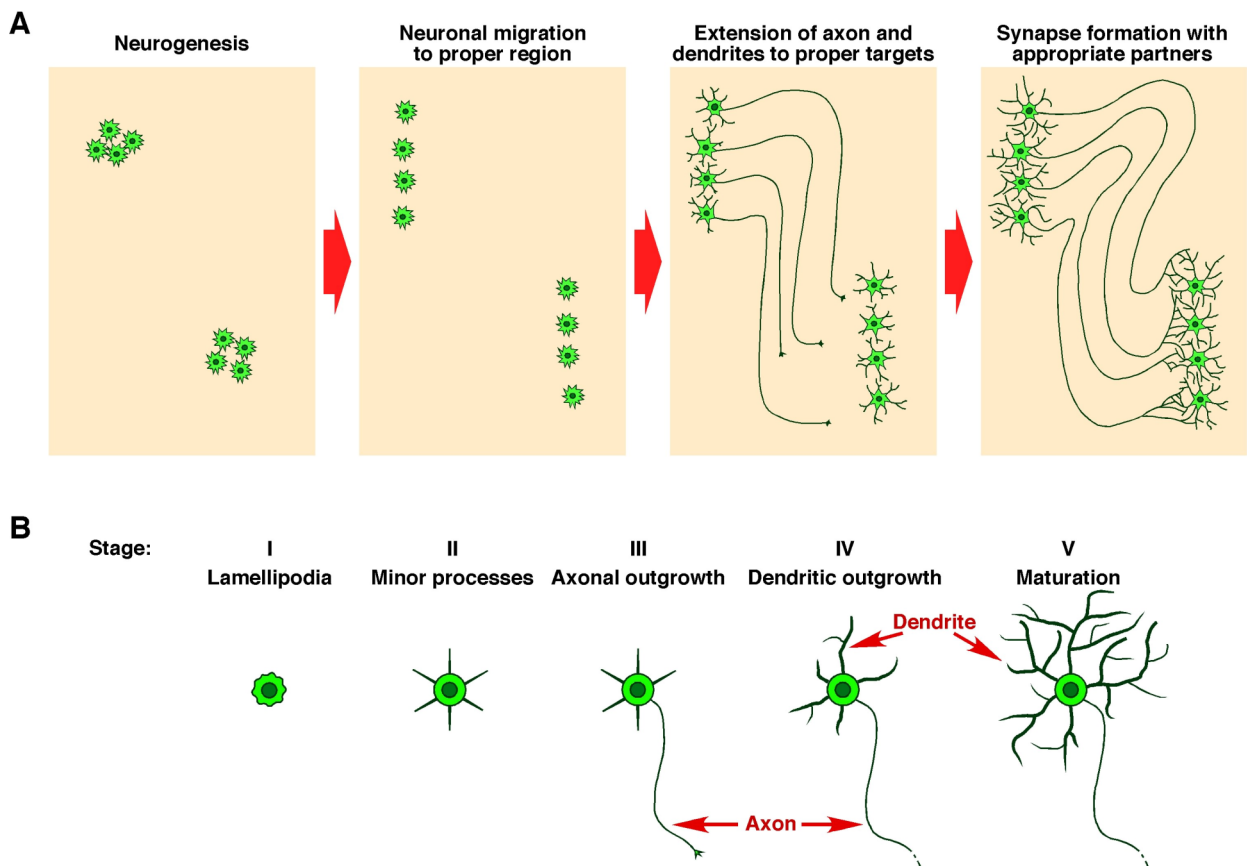 A
Neurogenesis
Neuronal migration
to proper region
Extension of axon and
dendrites to proper targets
Synapse formation with
appropriate partners
B
Stage: I II III IV V
Lamellipodia Minor processes Axonal outgrowth Dendritic outgrowth Maturation
Dendrite
Axon